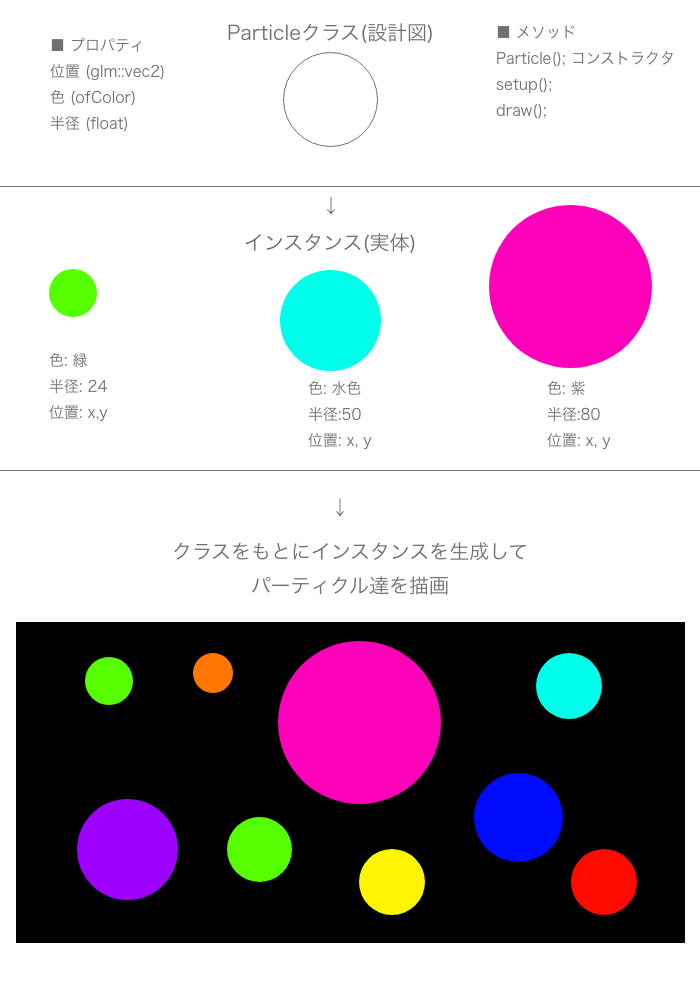 Particleクラス(設計図)
■ プロパティ
位置 (glm::vec2)
色 (ofColor)
半径 (float)
■ メソッド
Particle(); コンストラクタ
setup();
draw();
↓
インスタンス(実体)
色: 緑
半径: 24
位置: x,y
色: 水色
半径:50
位置: x, y
色: 紫
半径:80
位置: x, y
↓
クラスをもとにインスタンスを生成して
パーティクル達を描画